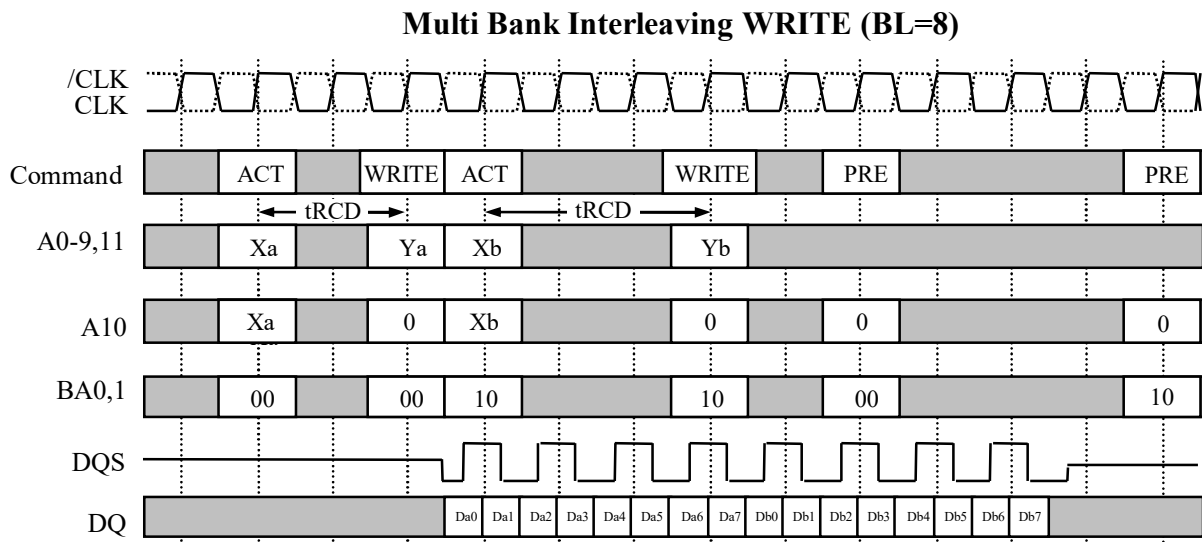 Multi Bank Interleaving WRITE (BL=8)
/CLK
CLK
Command ACT WRITE ACT WRITE PRE PRE
tRCD tRCD
A0-9,11 Xa Ya Xb Yb
A10 Xa 0 Xb 0 0 0
BA0,1 00 00 10 10 00 10
DQS
DQ Da0 Da1 Da2 Da3 Da4 Da5 Da6 Da7 Db0 Db1 Db2 Db3 Db4 Db5 Db6 Db7